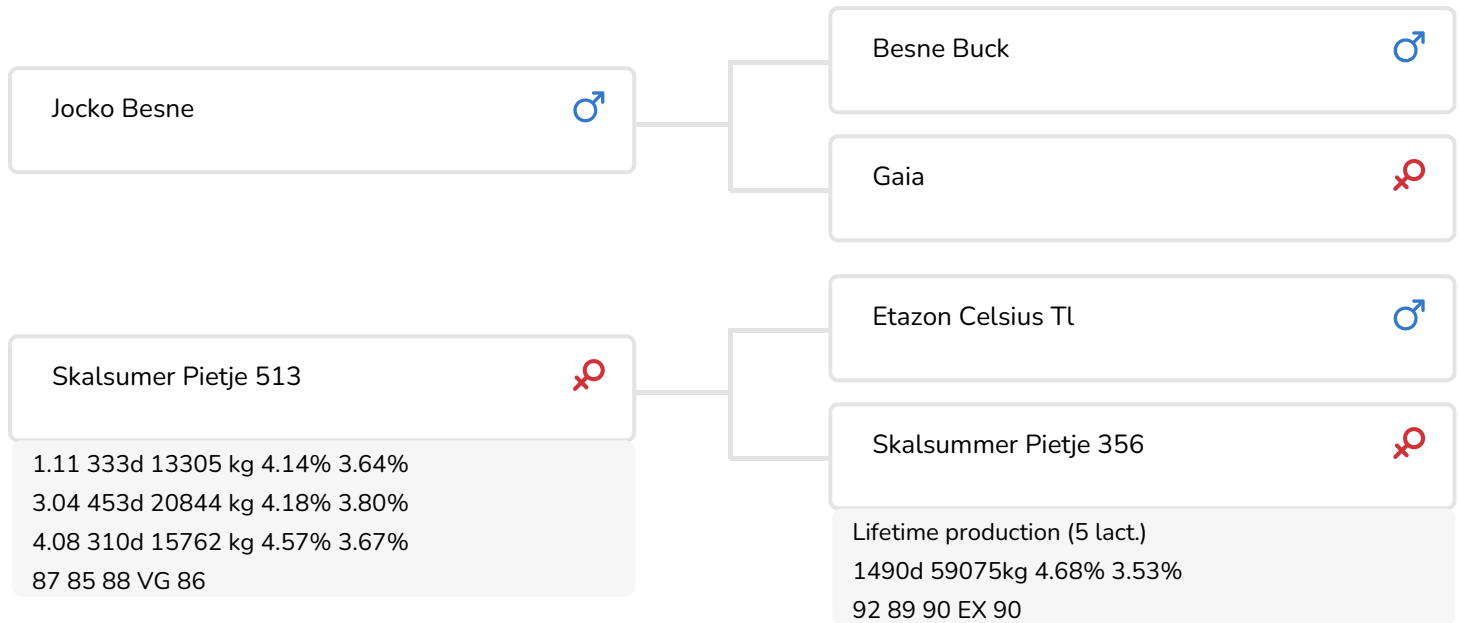 Besne Buck
Jocko Besne
Gaia
Etazon Celsius Tl
Skalsumer Pietje 513
1.11 333d 13305 kg 4.14% 3.64%
3.04 453d 20844 kg 4.18% 3.80%
4.08 310d 15762 kg 4.57% 3.67%
87 85 88 VG 86
Skalsummer Pietje 356
Lifetime production (5 lact.)
1490d 59075kg 4.68% 3.53%
92 89 90 EX 90